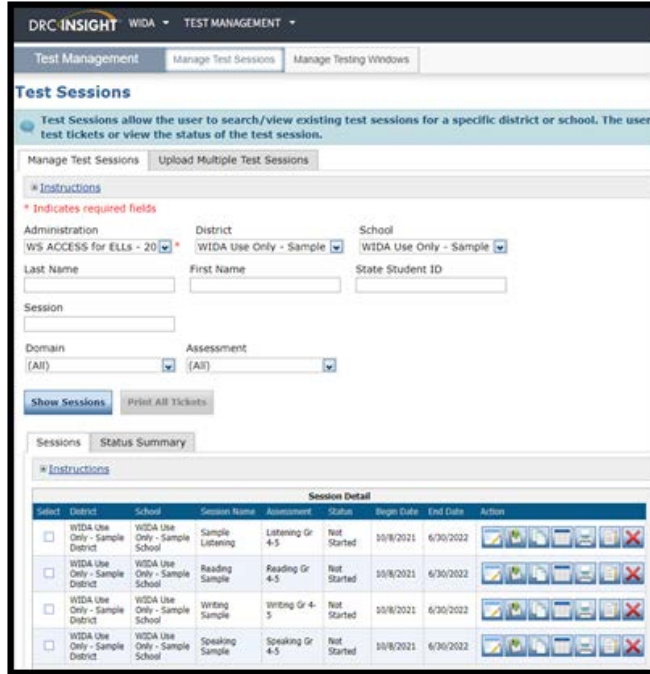 DRC INSIGHT WIDA TEST MANAGEMENT
Test Management Manage Test Sessions Manage Testing Windows
Test Sessions
Test Sessions allow the user to search/view existing test sessions for a specific district or school. The user
test tickets or view the status of the test session.
Manage Test Sessions Upload Multiple Test Sessions
Instructions
* Indicates required fields
Administration District School
WS ACCESS for ELLs - 20 * WIDA Use Only - Sample WIDA Use Only - Sample
Last Name First Name State Student ID
Session
Domain Assessment
(All) (All)
Show Sessions Print All Tickets
Sessions Status Summary
Instructions
Session Detail
Select District School Session Name Assessment Status Begin Date End Date Action
WIDA Use Only - Sample District WIDA Use Only - Sample School Sample Listening Listening Gr 4-5 Not Started 10/8/2021 6/30/2022
WIDA Use Only - Sample District WIDA Use Only - Sample School Reading Sample Reading Gr 4-5 Not Started 10/8/2021 6/30/2022
WIDA Use Only - Sample District WIDA Use Only - Sample School Writing Sample Writing Gr 4-5 Not Started 10/8/2021 6/30/2022
WIDA Use Only - Sample District WIDA Use Only - Sample School Speaking Sample Speaking Gr 4-5 Not Started 10/8/2021 6/30/2022